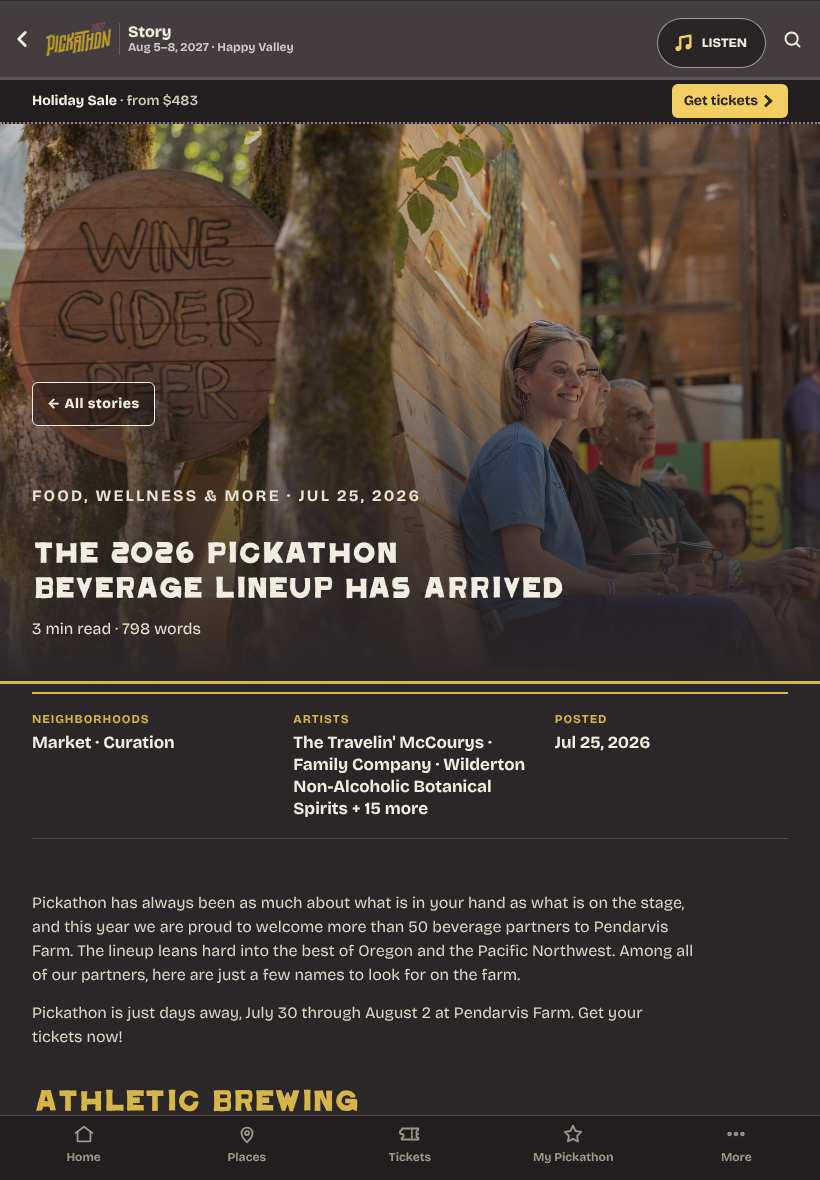 PICKATHON
Story
Aug 5–8, 2027 · Happy Valley
LISTEN
Holiday Sale · from $483
Get tickets
WINE
CIDER
BEER
← All stories
FOOD, WELLNESS & MORE · JUL 25, 2026
THE 2026 PICKATHON
BEVERAGE LINEUP HAS ARRIVED
3 min read · 798 words
NEIGHBORHOODS
Market · Curation
ARTISTS
The Travelin' McCourys ·
Family Company · Wilderton
Non-Alcoholic Botanical
Spirits + 15 more
POSTED
Jul 25, 2026
Pickathon has always been as much about what is in your hand as what is on the stage,
and this year we are proud to welcome more than 50 beverage partners to Pendarvis
Farm. The lineup leans hard into the best of Oregon and the Pacific Northwest. Among all
of our partners, here are just a few names to look for on the farm.
Pickathon is just days away, July 30 through August 2 at Pendarvis Farm. Get your
tickets now!
ATHLETIC BREWING
Home
Places
Tickets
My Pickathon
More